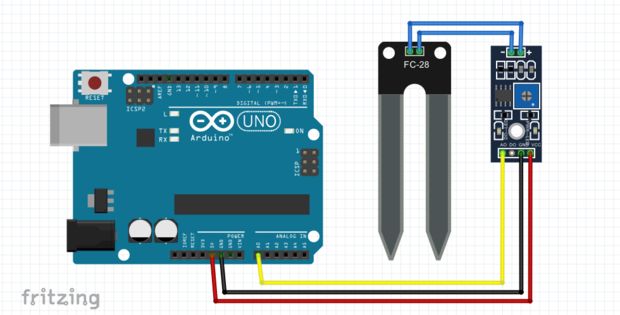 FC-28
- +
RESET
ICSP2
AREF
GND
13
12
~11
~10
~9
8
7
~6
~5
4
~3
2
TX▶1
RX◀0
DIGITAL (PWM~)
L
TX
RX
Arduino™
UNO
ON
1
ICSP
AO DO GND VCC
POWER
ANALOG IN
IOREF
RESET
3V3
5V
GND
GND
VIN
A0
A1
A2
A3
A4
A5
fritzing